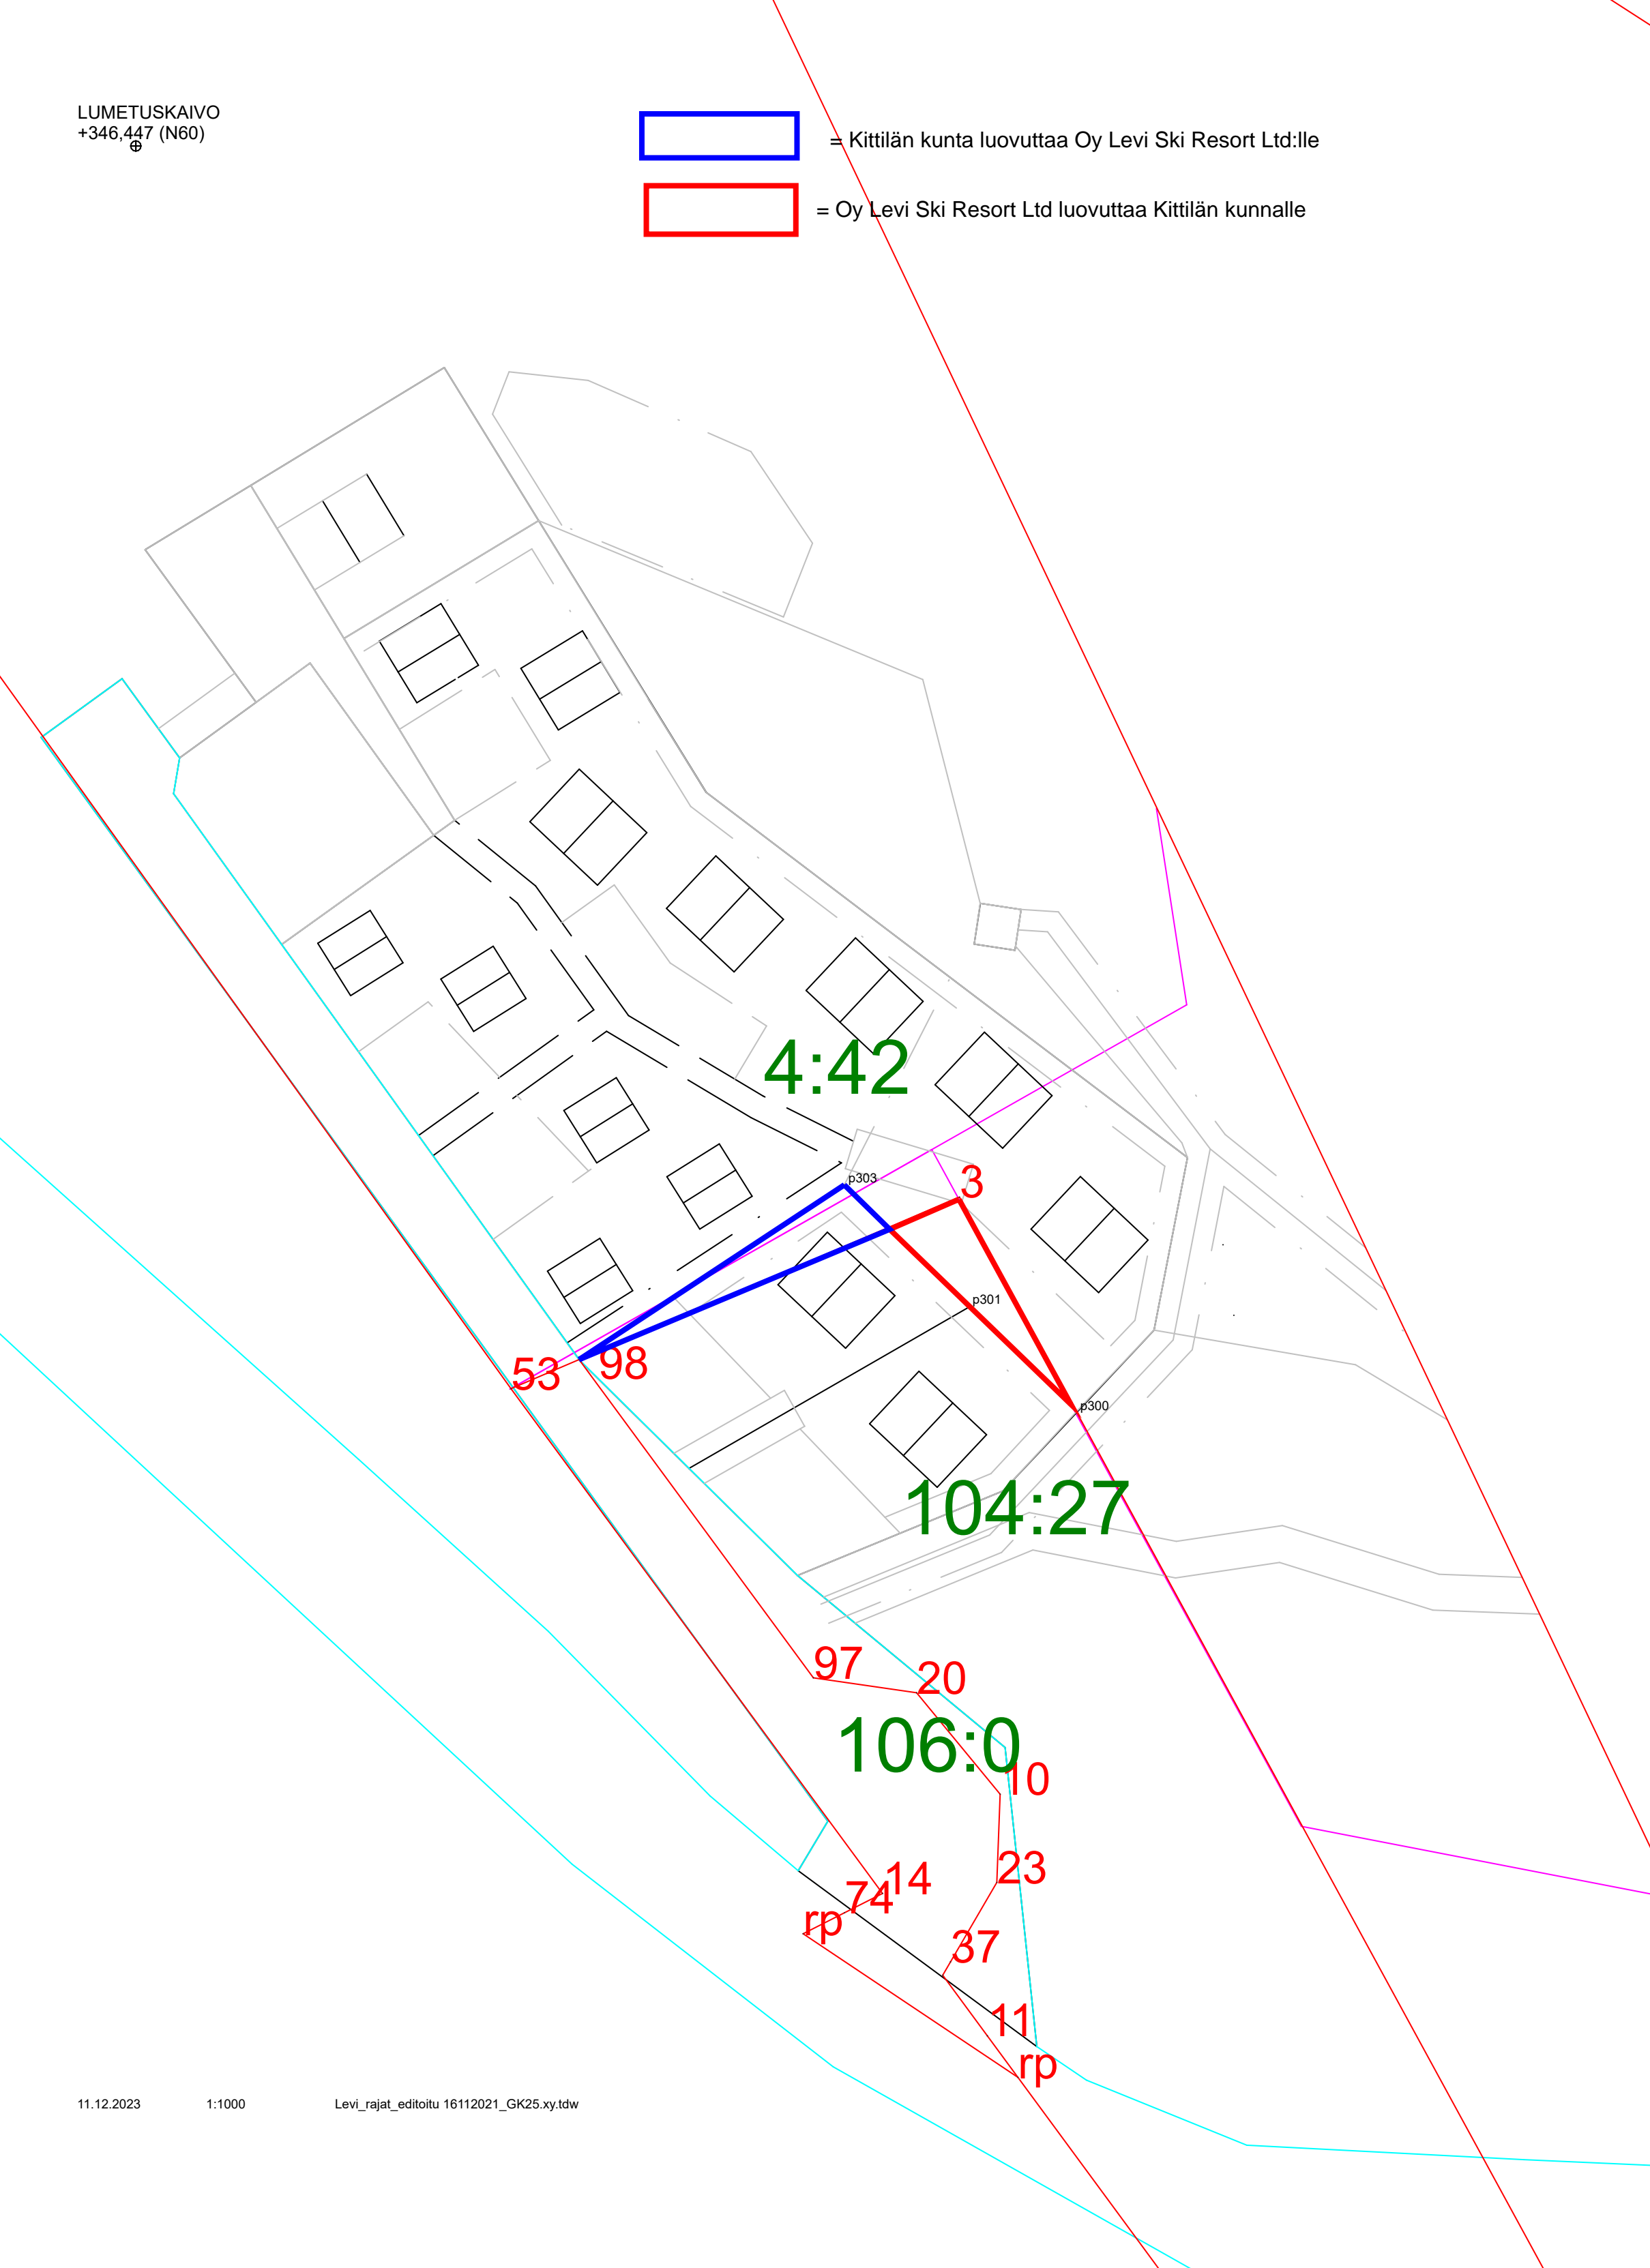 LUMETUSKAIVO
+346,447 (N60)
= Kittilän kunta luovuttaa Oy Levi Ski Resort Ltd:lle
= Oy Levi Ski Resort Ltd luovuttaa Kittilän kunnalle
4:42
p303
3
p301
53
98
p300
104:27
97
20
106:0
10
23
14
74
rp
37
11
rp
11.12.2023
1:1000
Levi_rajat_editoitu 16112021_GK25.xy.tdw